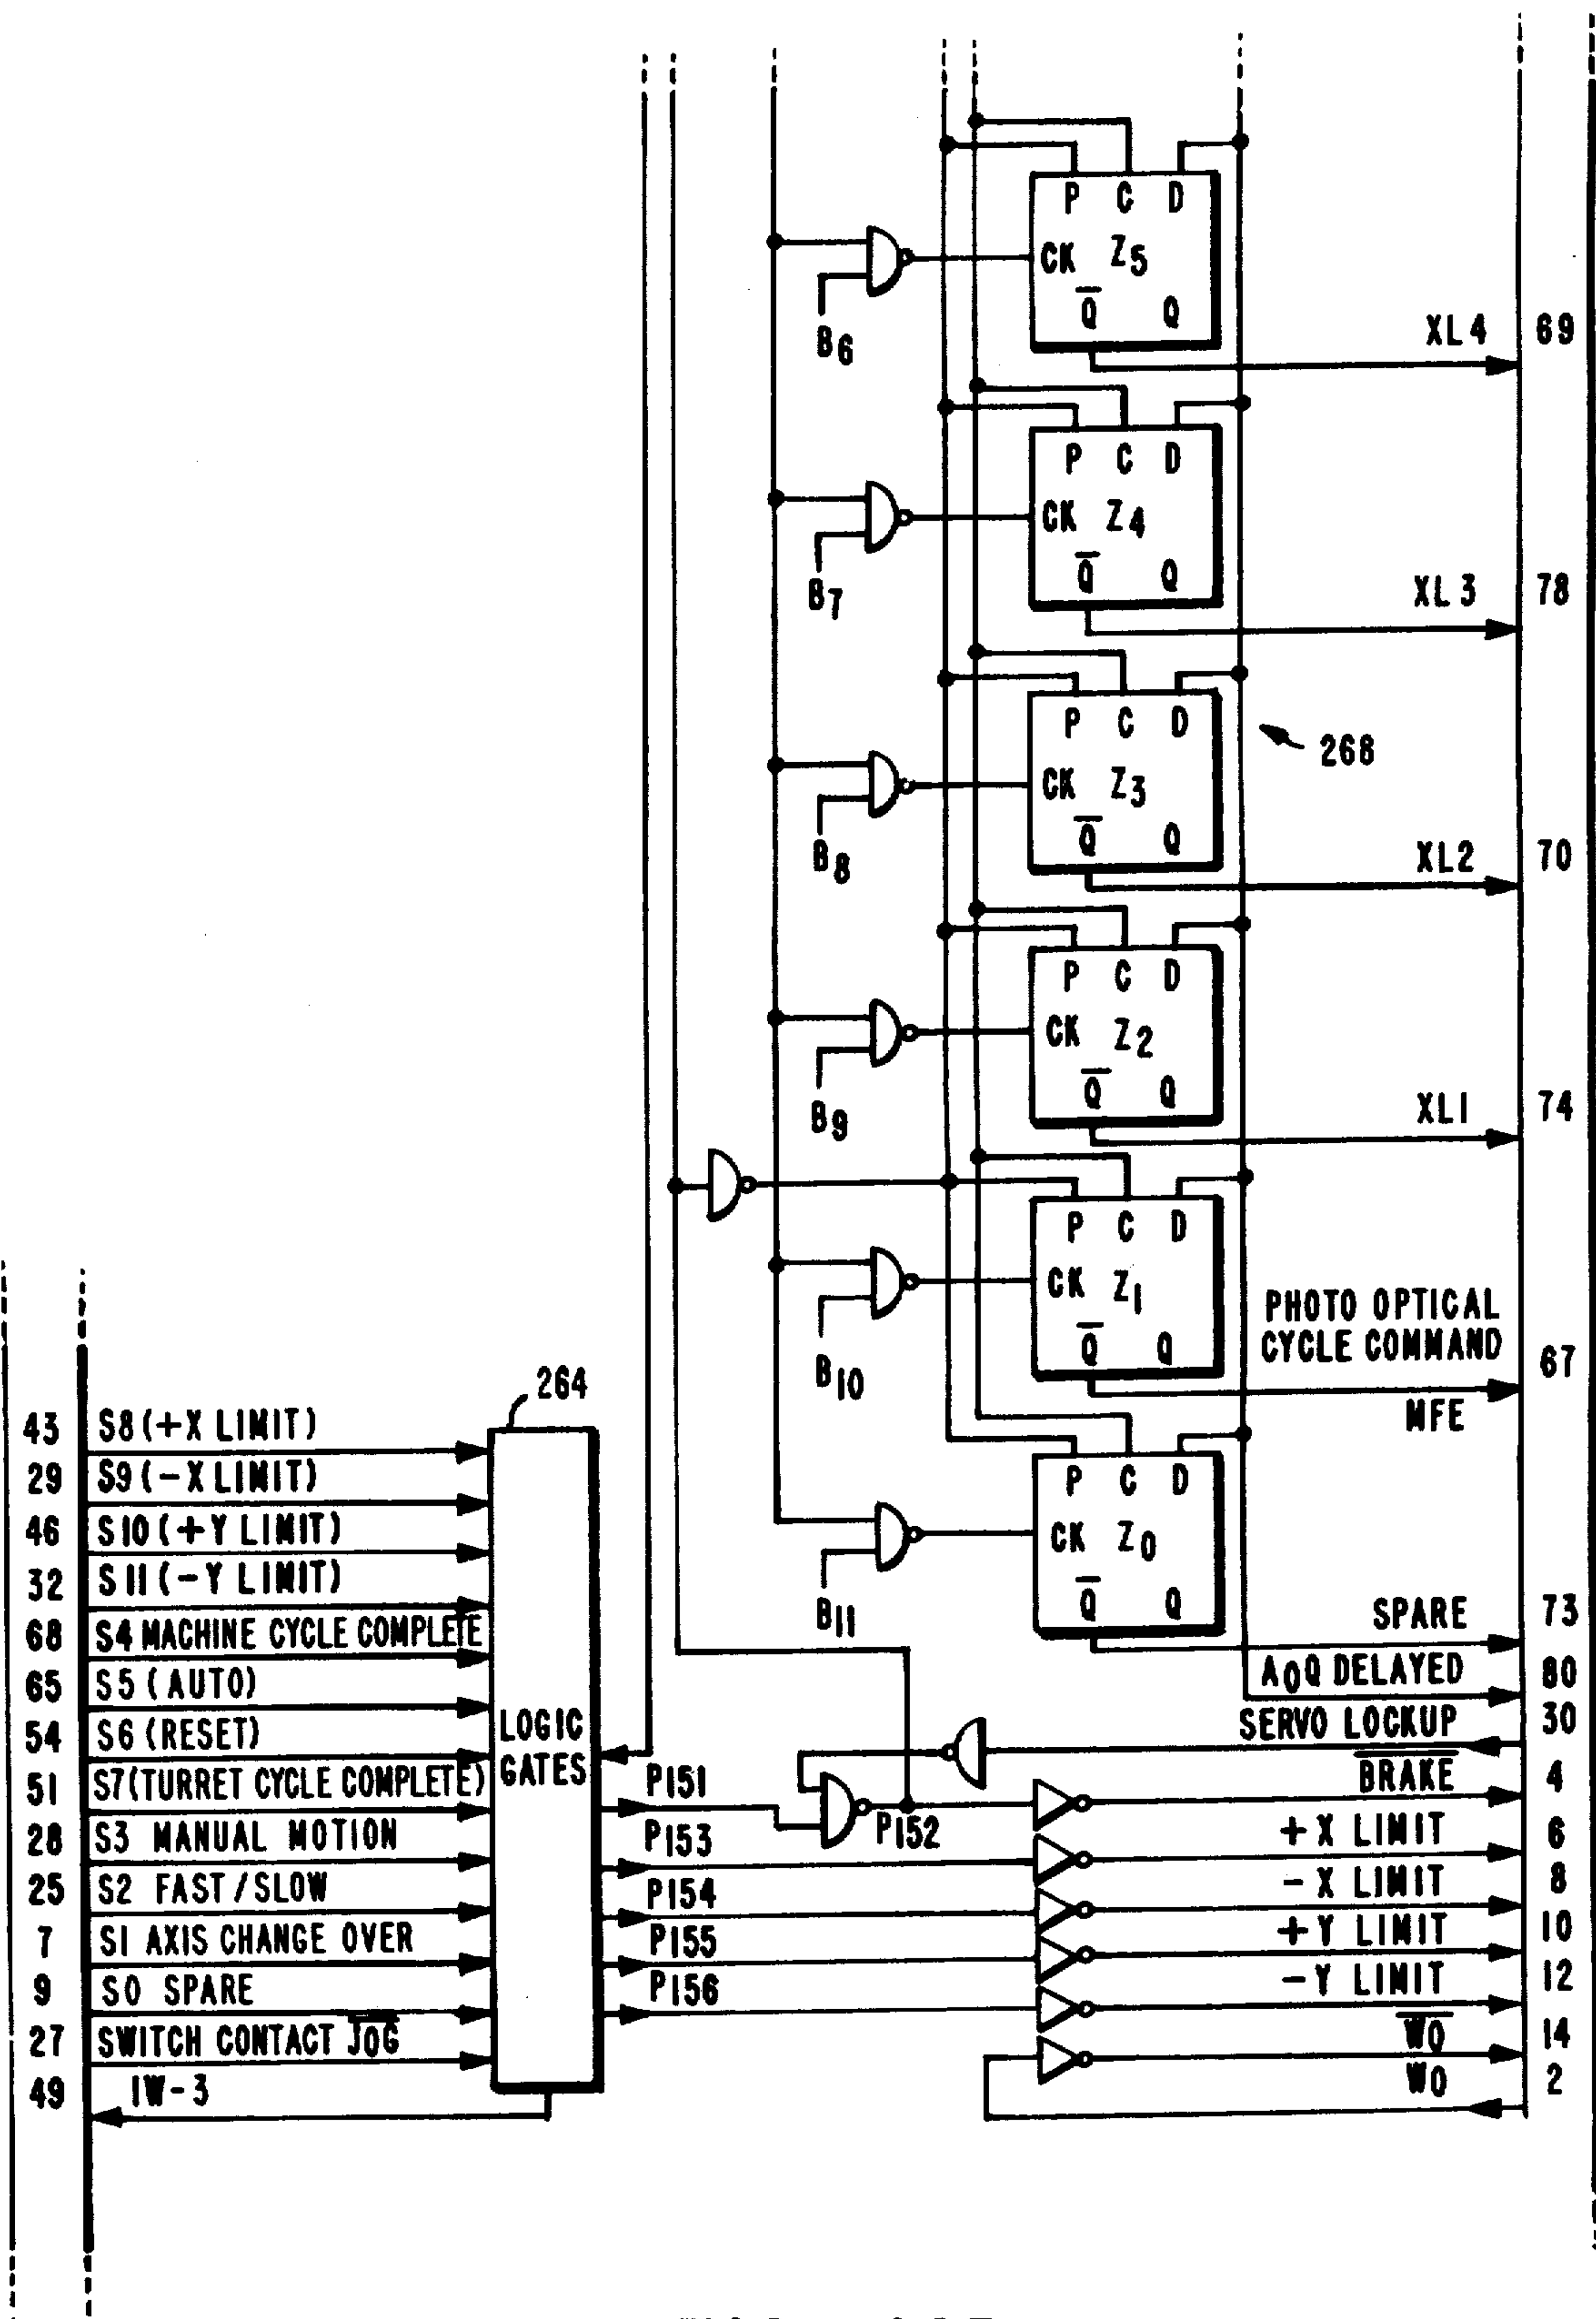 P C D
CK Z5
Q̅ Q
B6
XL4 69
P C D
CK Z4
Q̅ Q
B7
XL3 78
P C D
CK Z3
Q̅ Q
268
B8
XL2 70
P C D
CK Z2
Q̅ Q
B9
XL1 74
P C D
CK Z1
Q̅ Q
B10
PHOTO OPTICAL
CYCLE COMMAND
67
MFE
P C D
CK Z0
Q̅ Q
B11
SPARE 73
A0Q DELAYED 80
SERVO LOCKUP 30
B̅R̅A̅K̅E̅ 4
+X LIMIT 6
-X LIMIT 8
+Y LIMIT 10
-Y LIMIT 12
W̅0̅ 14
W0 2
264
LOGIC
GATES
P151
P152
P153
P154
P155
P156
43 S8 (+X LIMIT)
29 S9 (-X LIMIT)
46 S10 (+Y LIMIT)
32 S11 (-Y LIMIT)
68 S4 MACHINE CYCLE COMPLETE
65 S5 (AUTO)
54 S6 (RESET)
51 S7 (TURRET CYCLE COMPLETE)
28 S3 MANUAL MOTION
25 S2 FAST/SLOW
7 S1 AXIS CHANGE OVER
9 S0 SPARE
27 SWITCH CONTACT J̅O̅G̅
49 1W-3